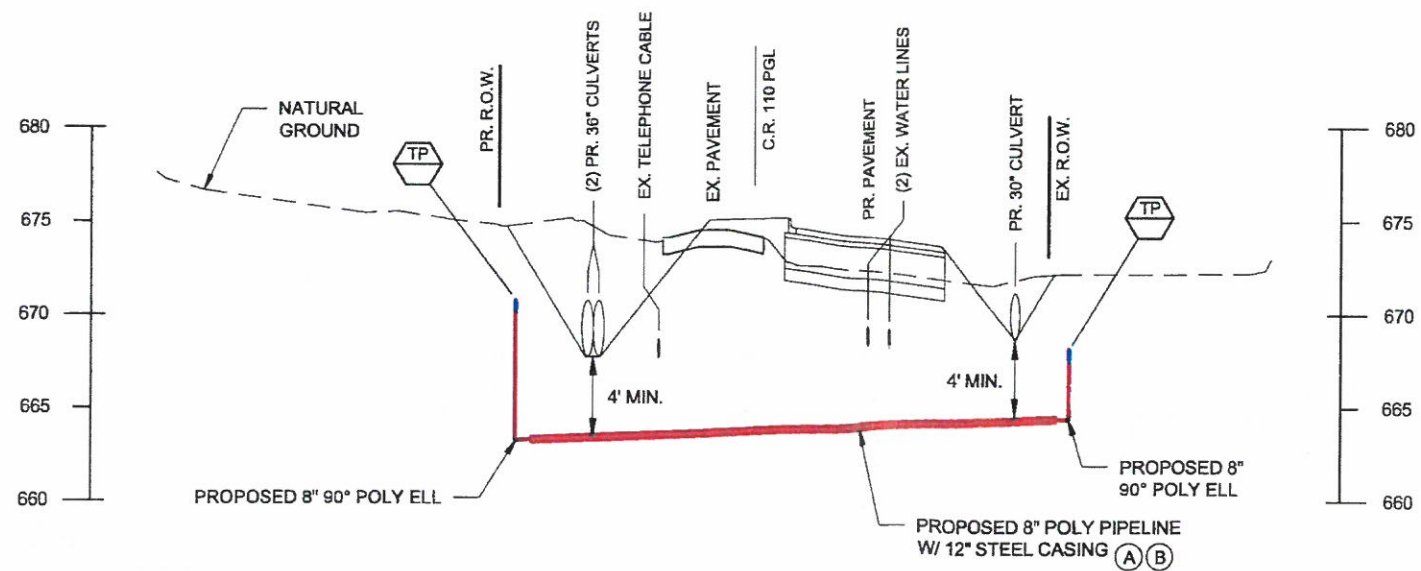 PR. R.O.W.
(2) PR. 36" CULVERTS
EX. TELEPHONE CABLE
EX. PAVEMENT
C.R. 110 PGL
PR. PAVEMENT
(2) EX. WATER LINES
PR. 30" CULVERT
EX. R.O.W.
NATURAL
GROUND
TP
TP
680
675
670
665
660
680
675
670
665
660
4' MIN.
4' MIN.
PROPOSED 8" 90° POLY ELL
PROPOSED 8"
90° POLY ELL
PROPOSED 8" POLY PIPELINE
W/ 12" STEEL CASING A B